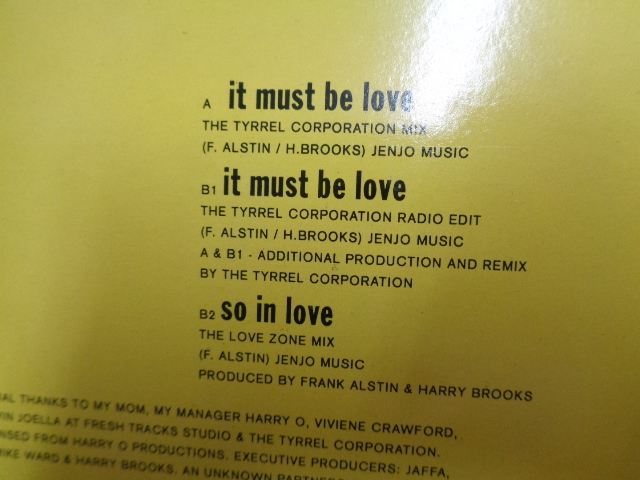 A it must be love
THE TYRREL CORPORATION MIX
(F. ALSTIN / H.BROOKS) JENJO MUSIC
B1 it must be love
THE TYRREL CORPORATION RADIO EDIT
(F. ALSTIN / H.BROOKS) JENJO MUSIC
A & B1 - ADDITIONAL PRODUCTION AND REMIX
BY THE TYRREL CORPORATION
B2 so in love
THE LOVE ZONE MIX
(F. ALSTIN) JENJO MUSIC
PRODUCED BY FRANK ALSTIN & HARRY BROOKS
THANKS TO MY MOM, MY MANAGER HARRY O, VIVIENE CRAWFORD,
JOELLA AT FRESH TRACKS STUDIO & THE TYRREL CORPORATION.
FROM HARRY O PRODUCTIONS. EXECUTIVE PRODUCERS: JAFFA,
WARD & HARRY BROOKS. AN UNKNOWN